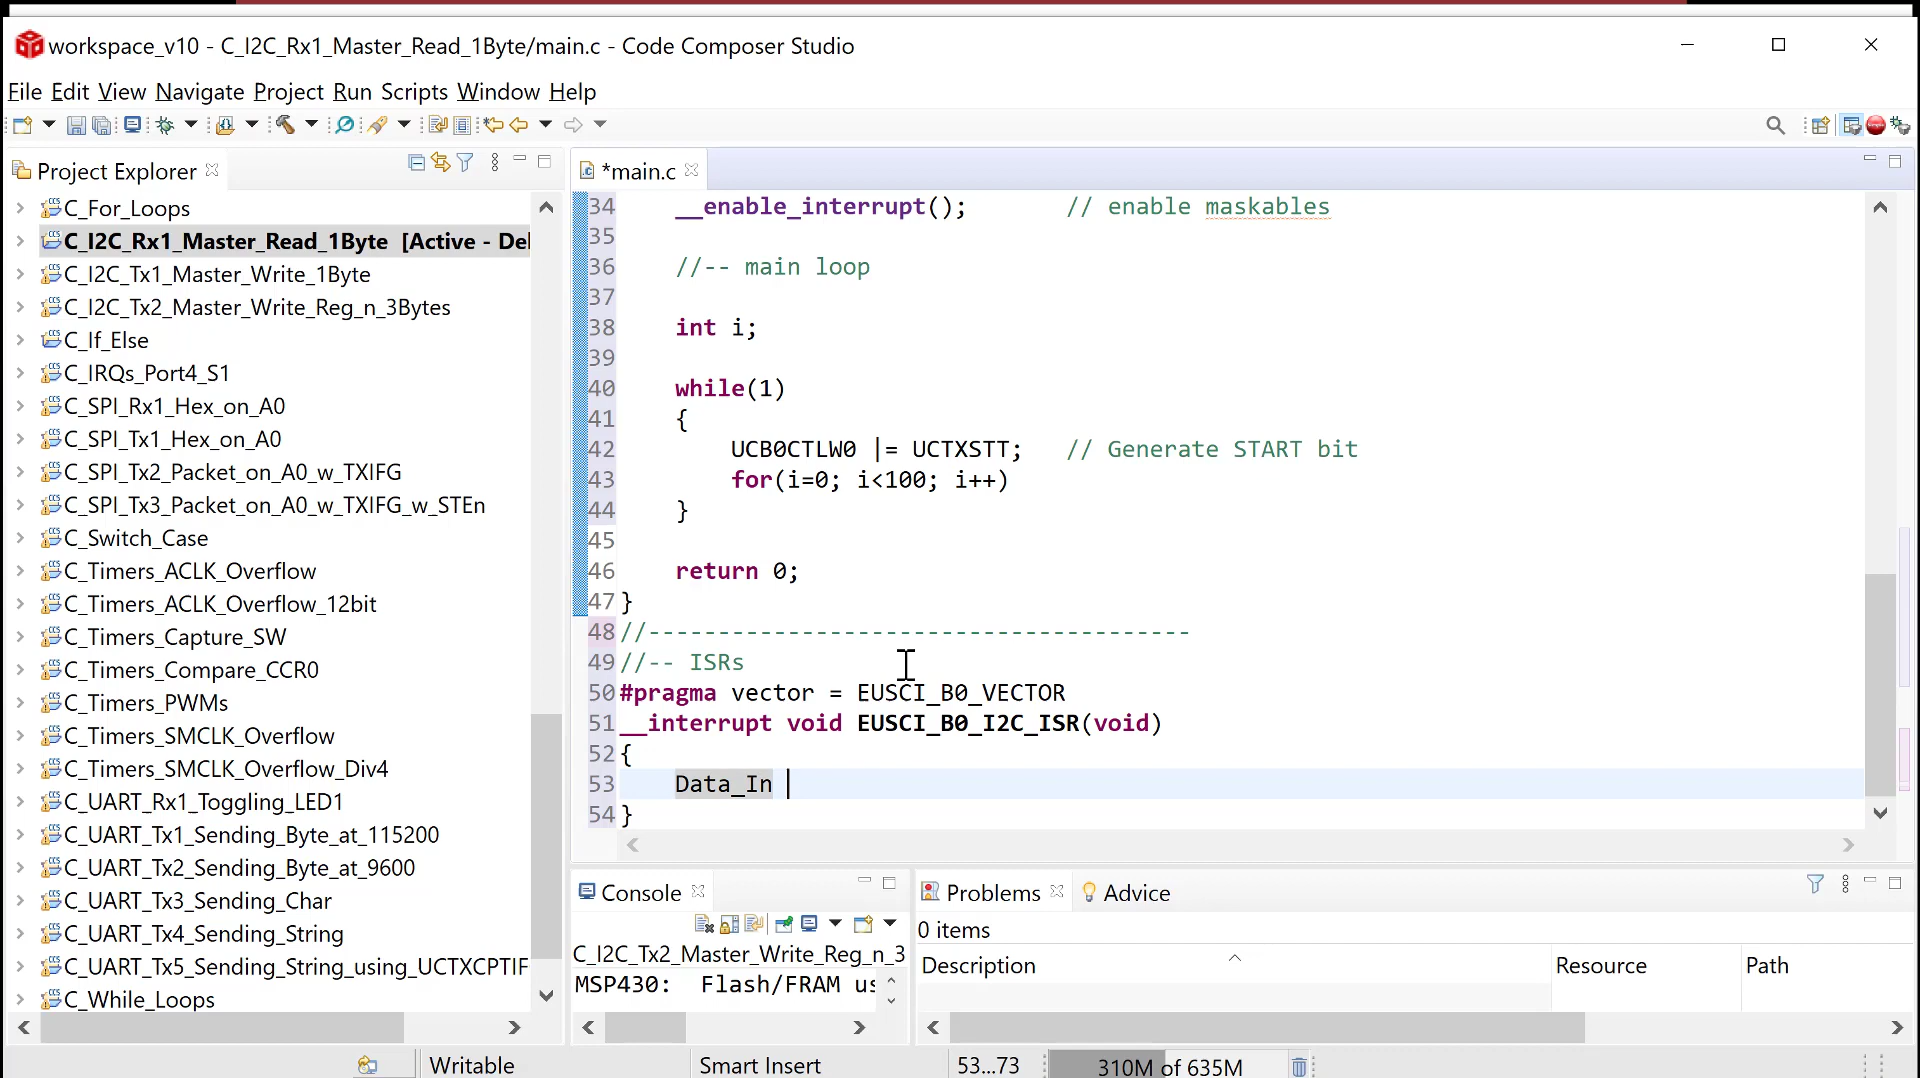 workspace_v10 - C_I2C_Rx1_Master_Read_1Byte/main.c - Code Composer Studio
File Edit View Navigate Project Run Scripts Window Help
Project Explorer
C_For_Loops
C_I2C_Rx1_Master_Read_1Byte [Active - De
C_I2C_Tx1_Master_Write_1Byte
C_I2C_Tx2_Master_Write_Reg_n_3Bytes
C_If_Else
C_IRQs_Port4_S1
C_SPI_Rx1_Hex_on_A0
C_SPI_Tx1_Hex_on_A0
C_SPI_Tx2_Packet_on_A0_w_TXIFG
C_SPI_Tx3_Packet_on_A0_w_TXIFG_w_STEn
C_Switch_Case
C_Timers_ACLK_Overflow
C_Timers_ACLK_Overflow_12bit
C_Timers_Capture_SW
C_Timers_Compare_CCR0
C_Timers_PWMs
C_Timers_SMCLK_Overflow
C_Timers_SMCLK_Overflow_Div4
C_UART_Rx1_Toggling_LED1
C_UART_Tx1_Sending_Byte_at_115200
C_UART_Tx2_Sending_Byte_at_9600
C_UART_Tx3_Sending_Char
C_UART_Tx4_Sending_String
C_UART_Tx5_Sending_String_using_UCTXCPTIF
C_While_Loops
*main.c
34 __enable_interrupt(); // enable maskables
35
36 //-- main loop
37
38 int i;
39
40 while(1)
41 {
42 UCB0CTLW0 |= UCTXSTT; // Generate START bit
43 for(i=0; i<100; i++)
44 }
45
46 return 0;
47 }
48 //---------------------------------------
49 //-- ISRs
50 #pragma vector = EUSCI_B0_VECTOR
51 __interrupt void EUSCI_B0_I2C_ISR(void)
52 {
53 Data_In
54 }
Console
C_I2C_Tx2_Master_Write_Reg_n_3
MSP430: Flash/FRAM us
Problems Advice
0 items
Description Resource Path
Writable Smart Insert 53...73 310M of 635M